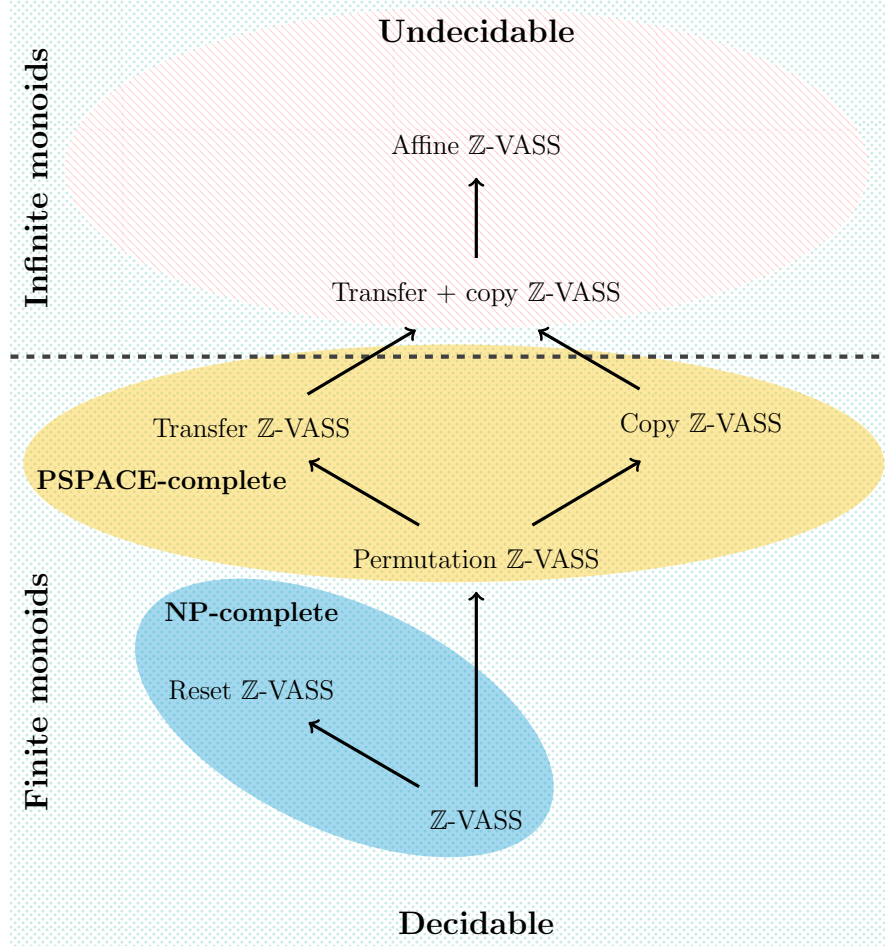 Undecidable
Infinite monoids
Affine ℤ-VASS
Transfer + copy ℤ-VASS
Transfer ℤ-VASS
Copy ℤ-VASS
PSPACE-complete
Permutation ℤ-VASS
Finite monoids
NP-complete
Reset ℤ-VASS
ℤ-VASS
Decidable